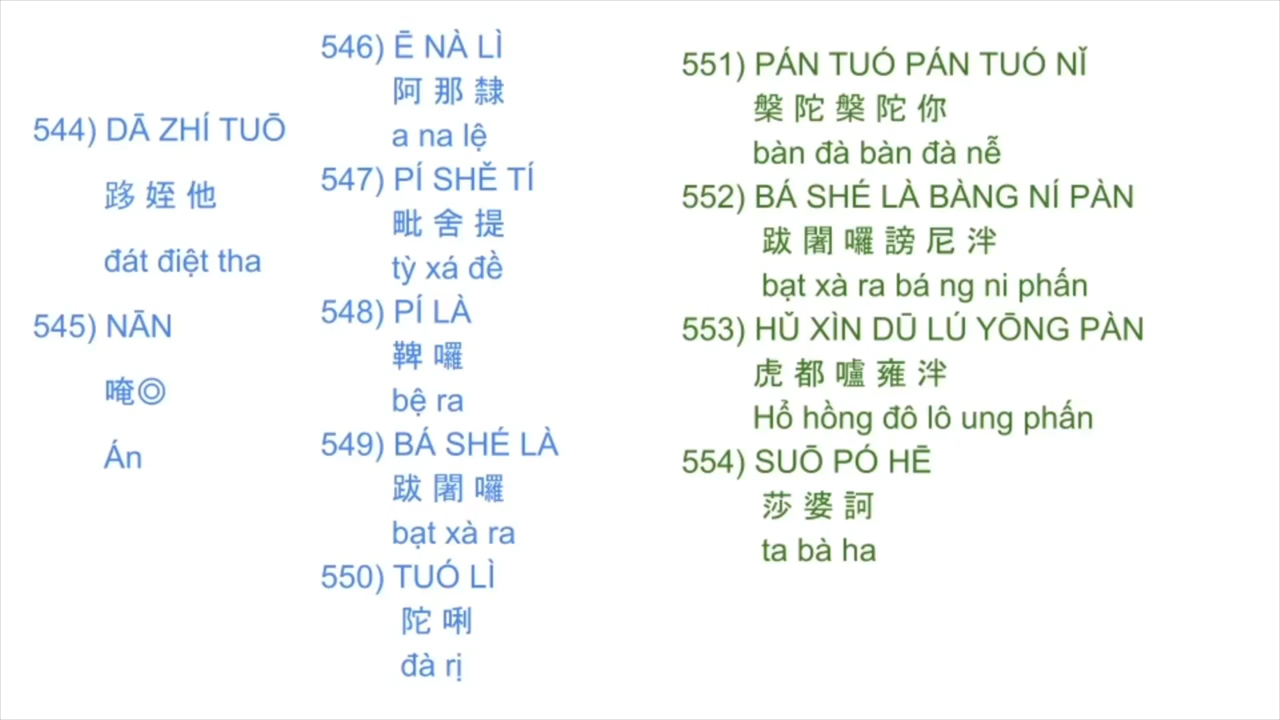 544) DĀ ZHÍ TUŌ
跢 姪 他
đát điệt tha
545) NĀN
唵◎
Án
546) Ē NÀ LÌ
阿 那 隸
a na lệ
547) PÍ SHĚ TÍ
毗 舍 提
tỳ xá đề
548) PÍ LÀ
鞞 囉
bệ ra
549) BÁ SHÉ LÀ
跋 闍 囉
bạt xà ra
550) TUÓ LÌ
陀 唎
đà rị
551) PÁN TUÓ PÁN TUÓ NǏ
槃 陀 槃 陀 你
bàn đà bàn đà nễ
552) BÁ SHÉ LÀ BÀNG NÍ PÀN
跋 闍 囉 謗 尼 泮
bạt xà ra bá ng ni phấn
553) HǓ XÌN DŪ LÚ YŌNG PÀN
虎 都 嚧 雍 泮
Hổ hồng đô lô ung phấn
554) SUŌ PÓ HĒ
莎 婆 訶
ta bà ha